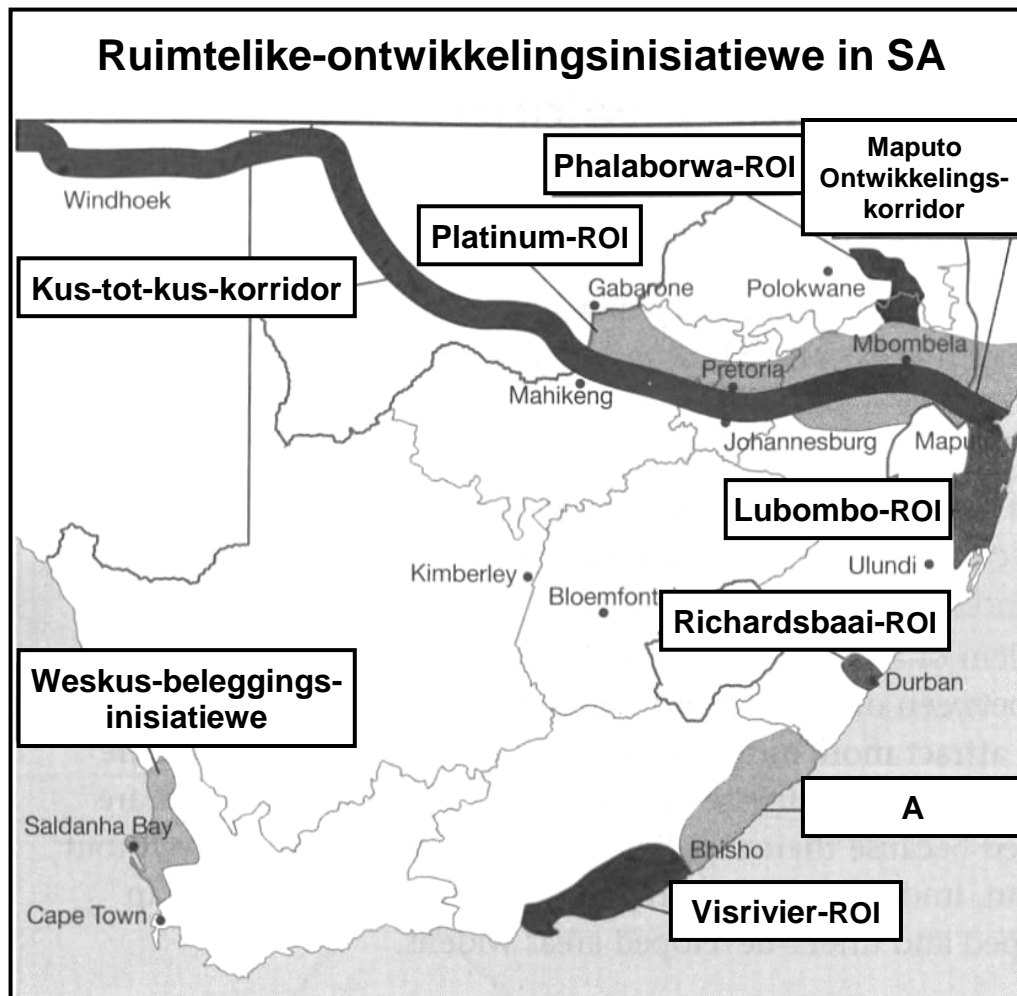 Ruimtelike-ontwikkelingsinisiatiewe in SA
Phalaborwa-ROI
Maputo
Ontwikkelings-
korridor
Windhoek
Platinum-ROI
Kus-tot-kus-korridor
Gabarone
Polokwane
Mbombela
Pretoria
Mahikeng
Johannesburg
Maputo
Lubombo-ROI
Ulundi
Kimberley
Bloemfont
Richardsbaai-ROI
Durban
Weskus-beleggings-
inisiatiewe
A
Saldanha Bay
Bhisho
Cape Town
Visrivier-ROI